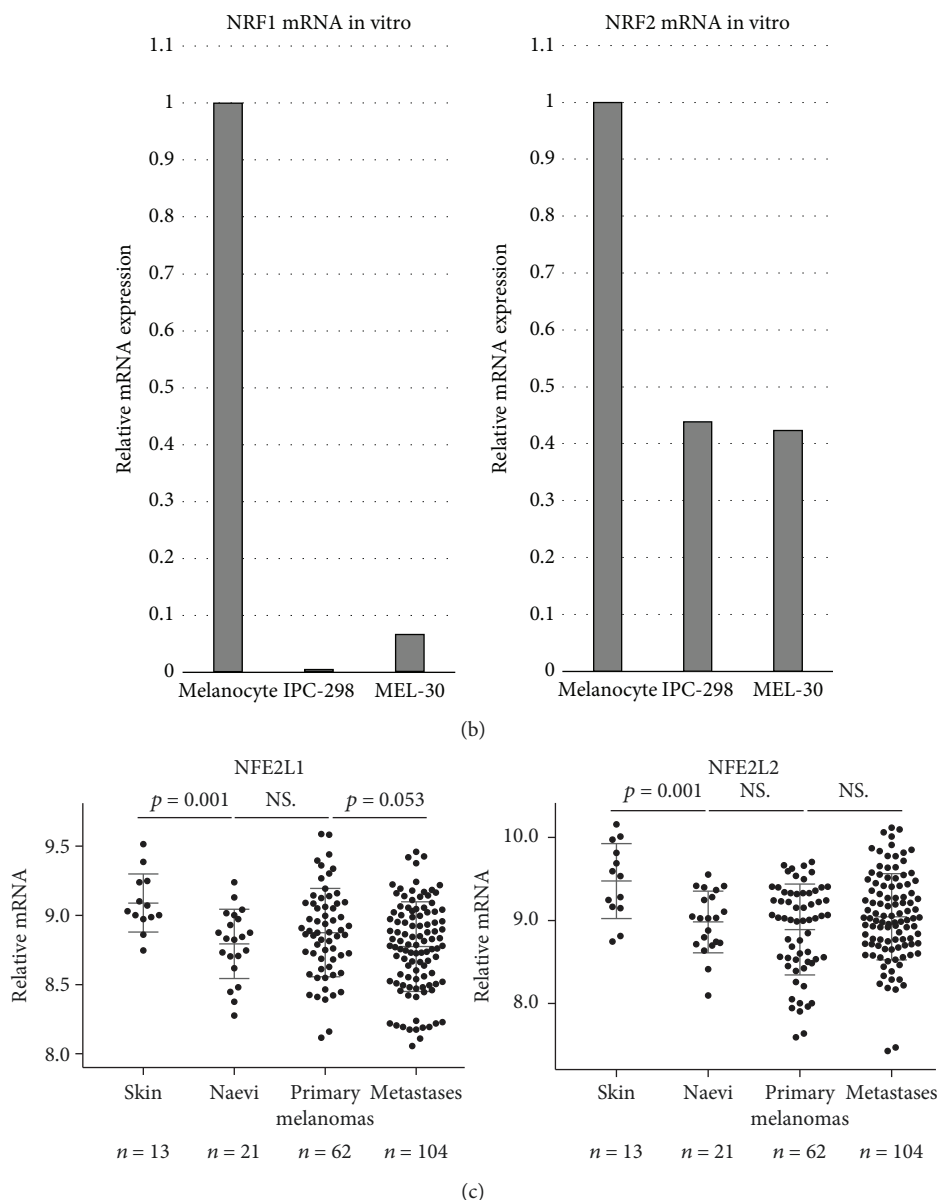 NRF1 mRNA in vitro
Relative mRNA expression
1.1
1
0.9
0.8
0.7
0.6
0.5
0.4
0.3
0.2
0.1
0
Melanocyte IPC-298 MEL-30
NRF2 mRNA in vitro
Relative mRNA expression
1.1
1
0.9
0.8
0.7
0.6
0.5
0.4
0.3
0.2
0.1
0
Melanocyte IPC-298 MEL-30
(b)
NFE2L1
p = 0.001 NS. p = 0.053
Relative mRNA
9.5
9.0
8.5
8.0
Skin Naevi Primary melanomas Metastases
n = 13 n = 21 n = 62 n = 104
NFE2L2
p = 0.001 NS. NS.
Relative mRNA
10.0
9.0
8.0
Skin Naevi Primary melanomas Metastases
n = 13 n = 21 n = 62 n = 104
(c)